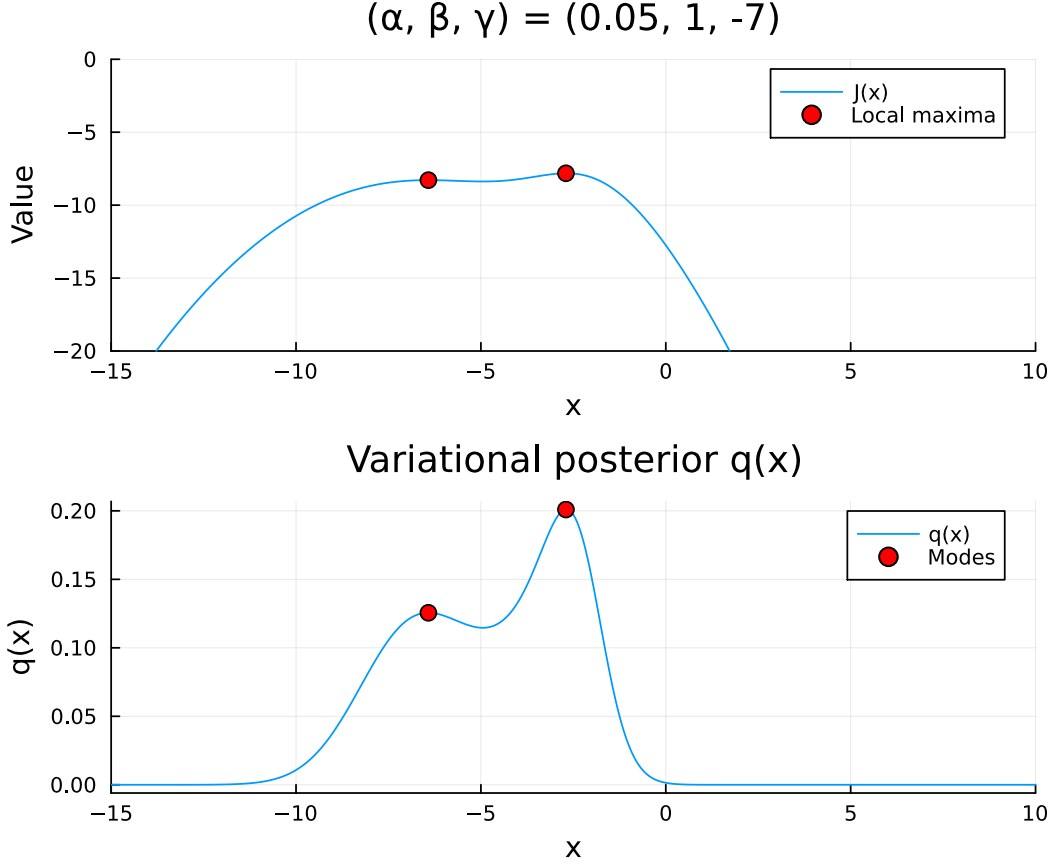 (α, β, γ) = (0.05, 1, -7)
0
−5
−10
−15
−20
Value
J(x)
Local maxima
−15
−10
−5
0
5
10
x
Variational posterior q(x)
0.20
0.15
0.10
0.05
0.00
q(x)
q(x)
Modes
−15
−10
−5
0
5
10
x